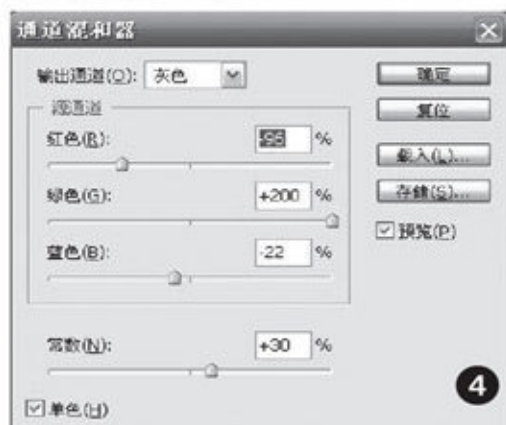 通道混和器
输出通道(O): 灰色
确定
源通道
复位
红色(R): -96 %
载入(L)...
绿色(G): +200 %
存储(S)...
预览(P)
蓝色(B): -22 %
常数(N): +30 %
单色(H)
4